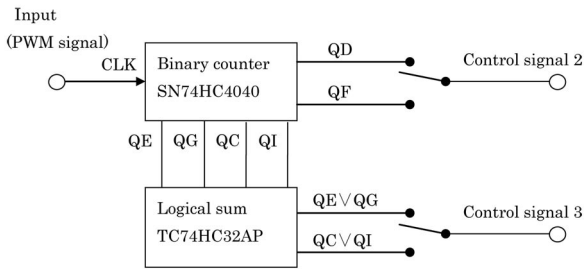 Input
(PWM signal)
CLK
Binary counter
SN74HC4040
QD
QF
Control signal 2
QE QG QC QI
Logical sum
TC74HC32AP
QE∨QG
QC∨QI
Control signal 3